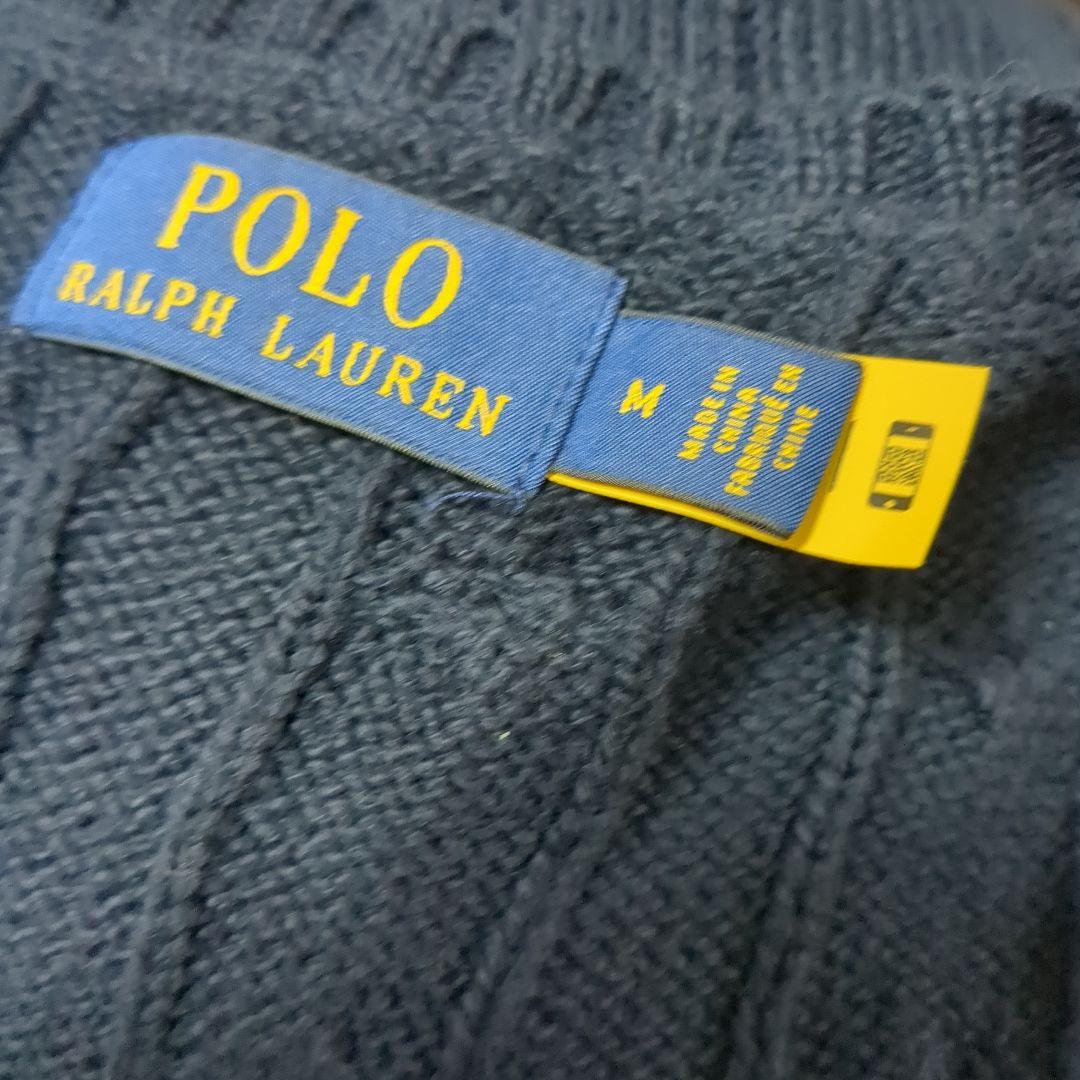 POLO
RALPH LAUREN
M
MADE IN
CHINA
FABRIQUÉ EN
CHINE